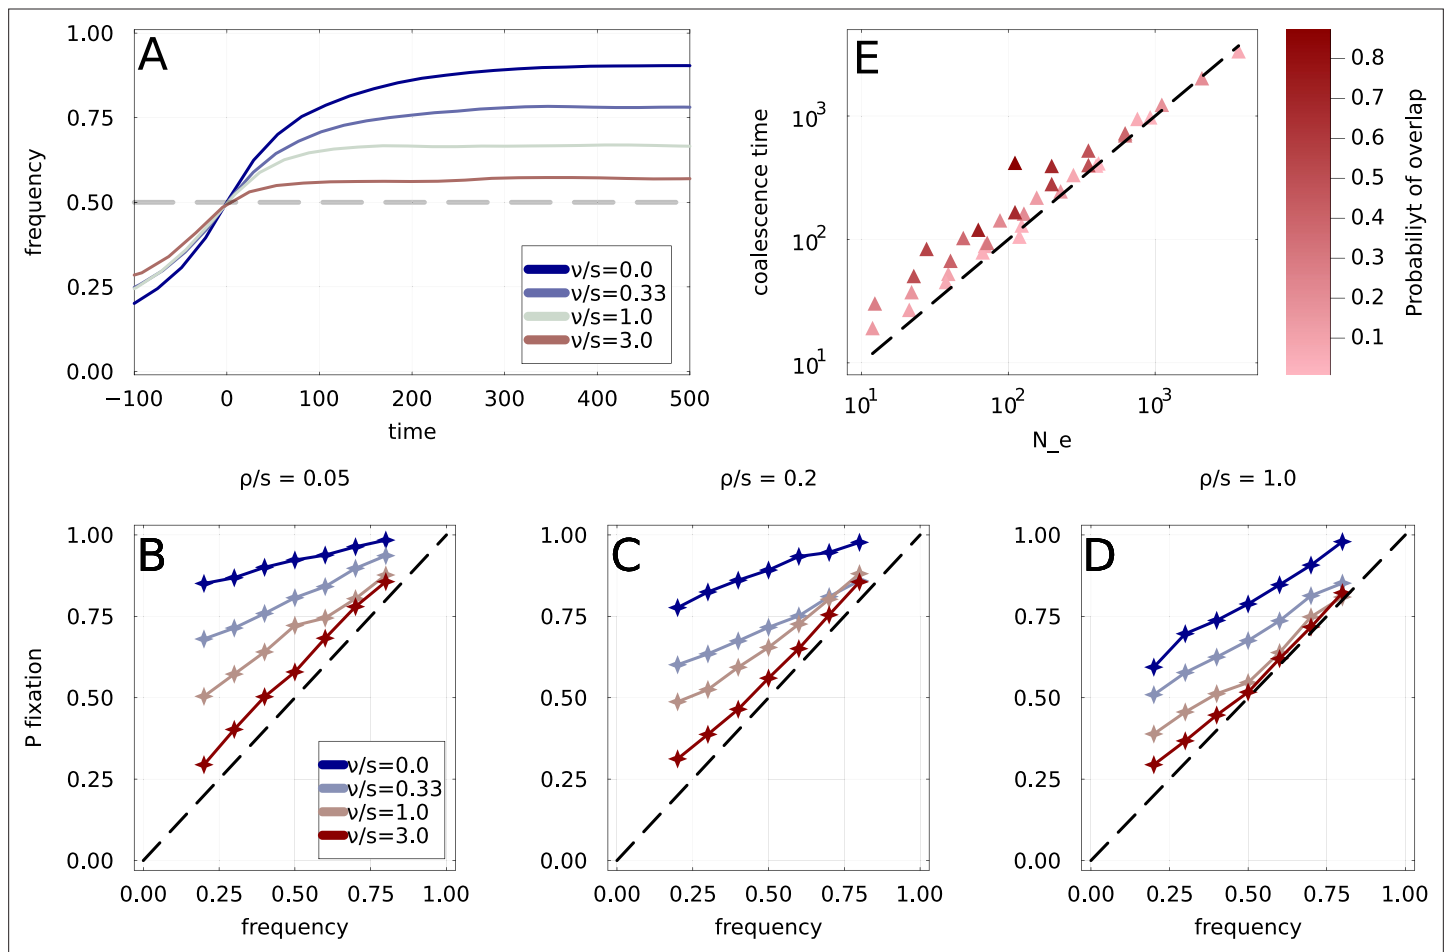 A
1.00
0.75
0.50
0.25
0.00
frequency
−100
0
100
200
300
400
500
time
ν/s=0.0
ν/s=0.33
ν/s=1.0
ν/s=3.0
E
10³
10²
10¹
coalescence time
10¹
10²
10³
N_e
0.8
0.7
0.6
0.5
0.4
0.3
0.2
0.1
Probabiliyt of overlap
ρ/s = 0.05
B
1.00
0.75
0.50
0.25
0.00
P fixation
0.00
0.25
0.50
0.75
1.00
frequency
ν/s=0.0
ν/s=0.33
ν/s=1.0
ν/s=3.0
ρ/s = 0.2
C
1.00
0.75
0.50
0.25
0.00
0.00
0.25
0.50
0.75
1.00
frequency
ρ/s = 1.0
D
1.00
0.75
0.50
0.25
0.00
0.00
0.25
0.50
0.75
1.00
frequency